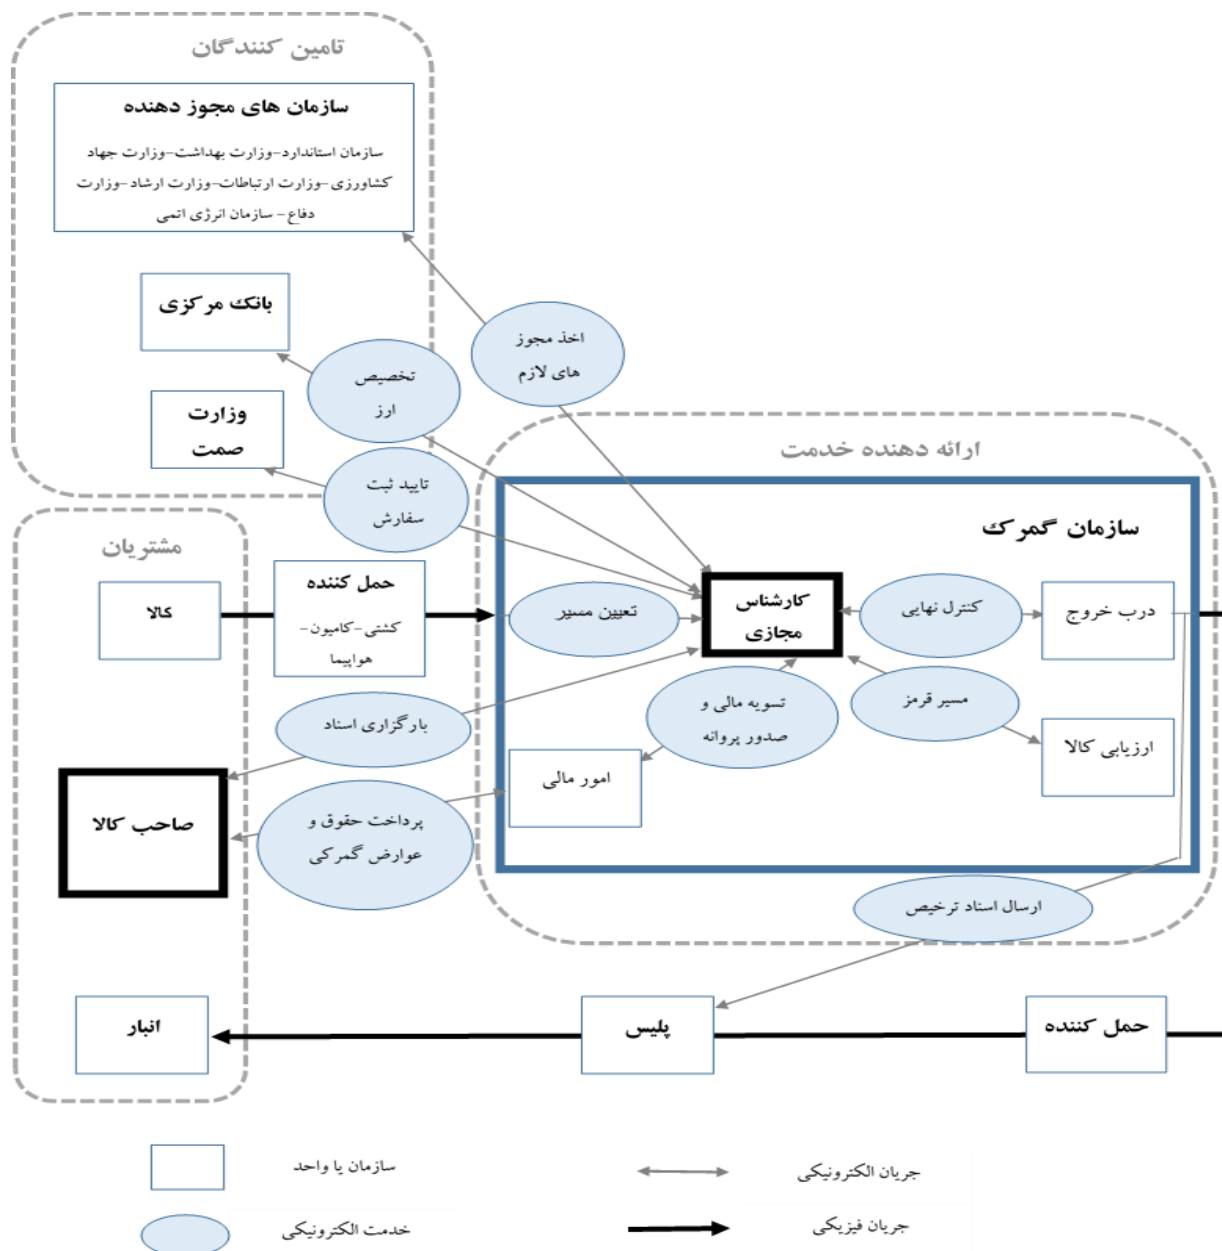 تامین کنندگان
سازمان های مجوز دهنده
سازمان استاندارد-وزارت بهداشت-وزارت جهاد
کشاورزی-وزارت ارتباطات-وزارت ارشاد-وزارت
دفاع- سازمان انرژی اتمی
بانک مرکزی
وزارت
صمت
اخذ مجوز
های لازم
تخصیص
ارز
تایید ثبت
سفارش
ارائه دهنده خدمت
سازمان گمرک
مشتریان
کالا
حمل کننده
کشتی-کامیون-
هواپیما
تعیین مسیر
کارشناس
مجازی
کنترل نهایی
درب خروج
بارگزاری اسناد
تسویه مالی و
صدور پروانه
مسیر قرمز
ارزیابی کالا
امور مالی
صاحب کالا
پرداخت حقوق و
عوارض گمرکی
ارسال اسناد ترخیص
انبار
پلیس
حمل کننده
سازمان یا واحد
جریان الکترونیکی
خدمت الکترونیکی
جریان فیزیکی